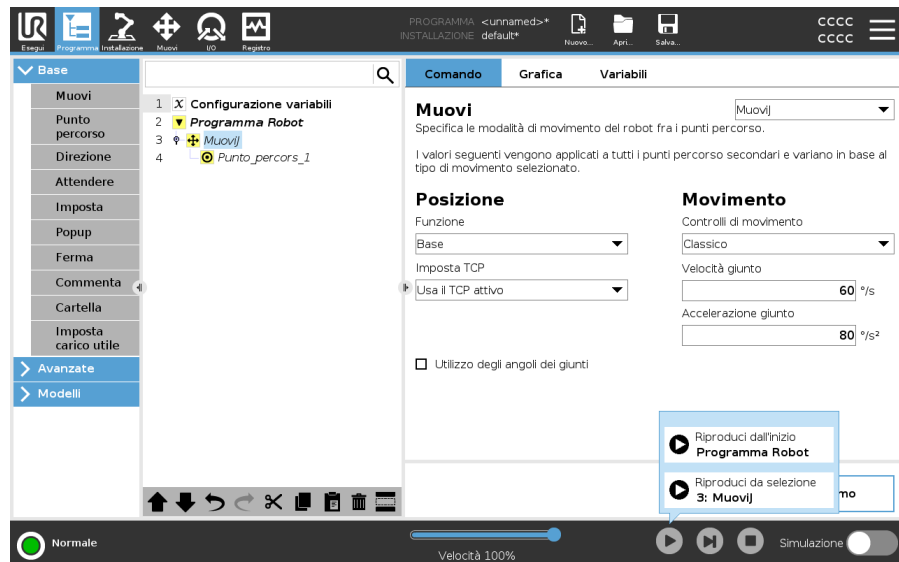 PROGRAMMA <unnamed>*
INSTALLAZIONE default*
Esegui Programma Installazione Muovi I/O Registro Nuovo... Apri... Salva...
CCCC
CCCC
Base
Muovi
Punto
percorso
Direzione
Attendere
Imposta
Popup
Ferma
Commenta
Cartella
Imposta
carico utile
Avanzate
Modelli
1 X Configurazione variabili
2 Programma Robot
3 MuoviJ
4 Punto_percors_1
Comando Grafica Variabili
Muovi
MuoviJ
Specifica le modalità di movimento del robot fra i punti percorso.
I valori seguenti vengono applicati a tutti i punti percorso secondari e variano in base al
tipo di movimento selezionato.
Posizione
Funzione
Base
Imposta TCP
Usa il TCP attivo
Utilizzo degli angoli dei giunti
Movimento
Controlli di movimento
Classico
Velocità giunto
60 °/s
Accelerazione giunto
80 °/s²
Riproduci dall'inizio
Programma Robot
Riproduci da selezione
3: MuoviJ
mo
Normale
Velocità 100%
Simulazione